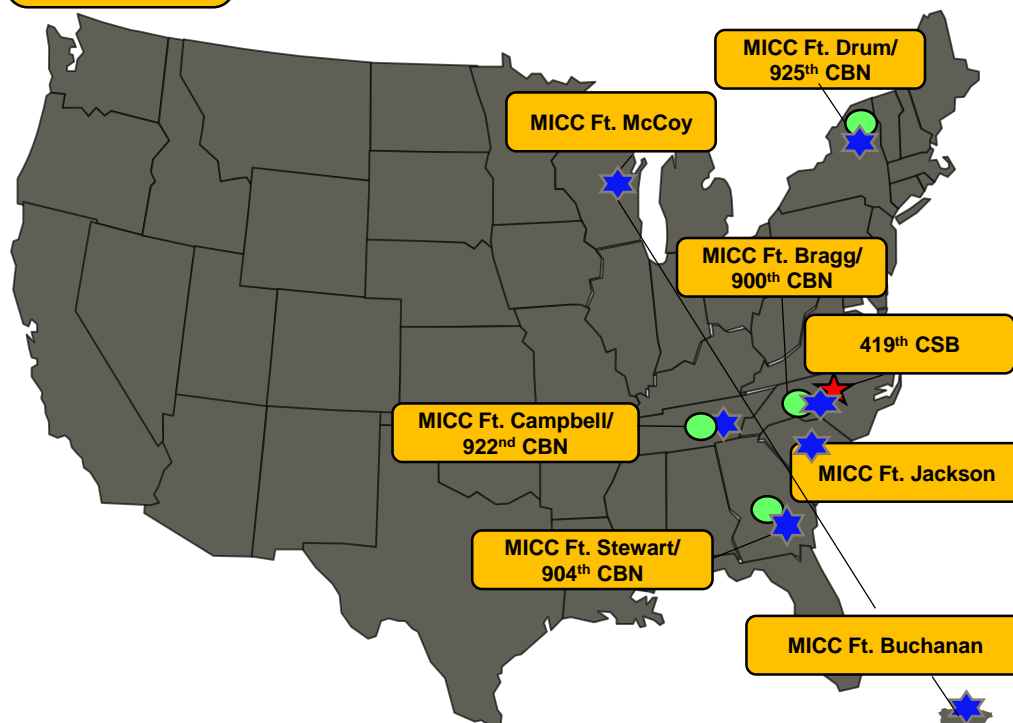 MICC Ft. Drum/
925th CBN
MICC Ft. McCoy
MICC Ft. Bragg/
900th CBN
419th CSB
MICC Ft. Campbell/
922nd CBN
MICC Ft. Jackson
MICC Ft. Stewart/
904th CBN
MICC Ft. Buchanan